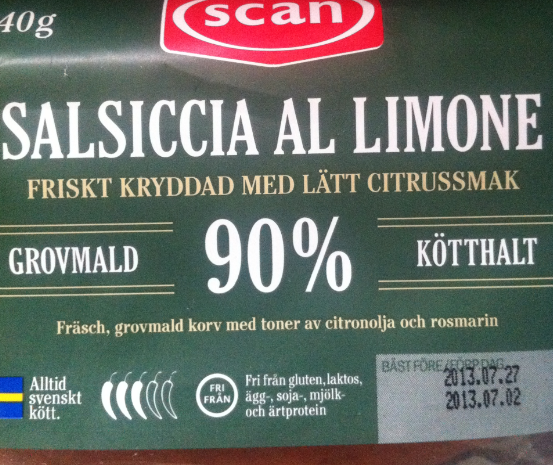 40g
scan
SALSICCIA AL LIMONE
FRISKT KRYDDAD MED LÄTT CITRUSSMAK
GROVMALD 90% KÖTTHALT
Fräsch, grovmald korv med toner av citronolja och rosmarin
Alltid
svenskt
kött.
FRI
FRÅN
Fri från gluten, laktos,
ägg-, soja-, mjölk-
och ärtprotein
BÄST FÖRE/FÖRP.DAG
2013.07.27
2013.07.02